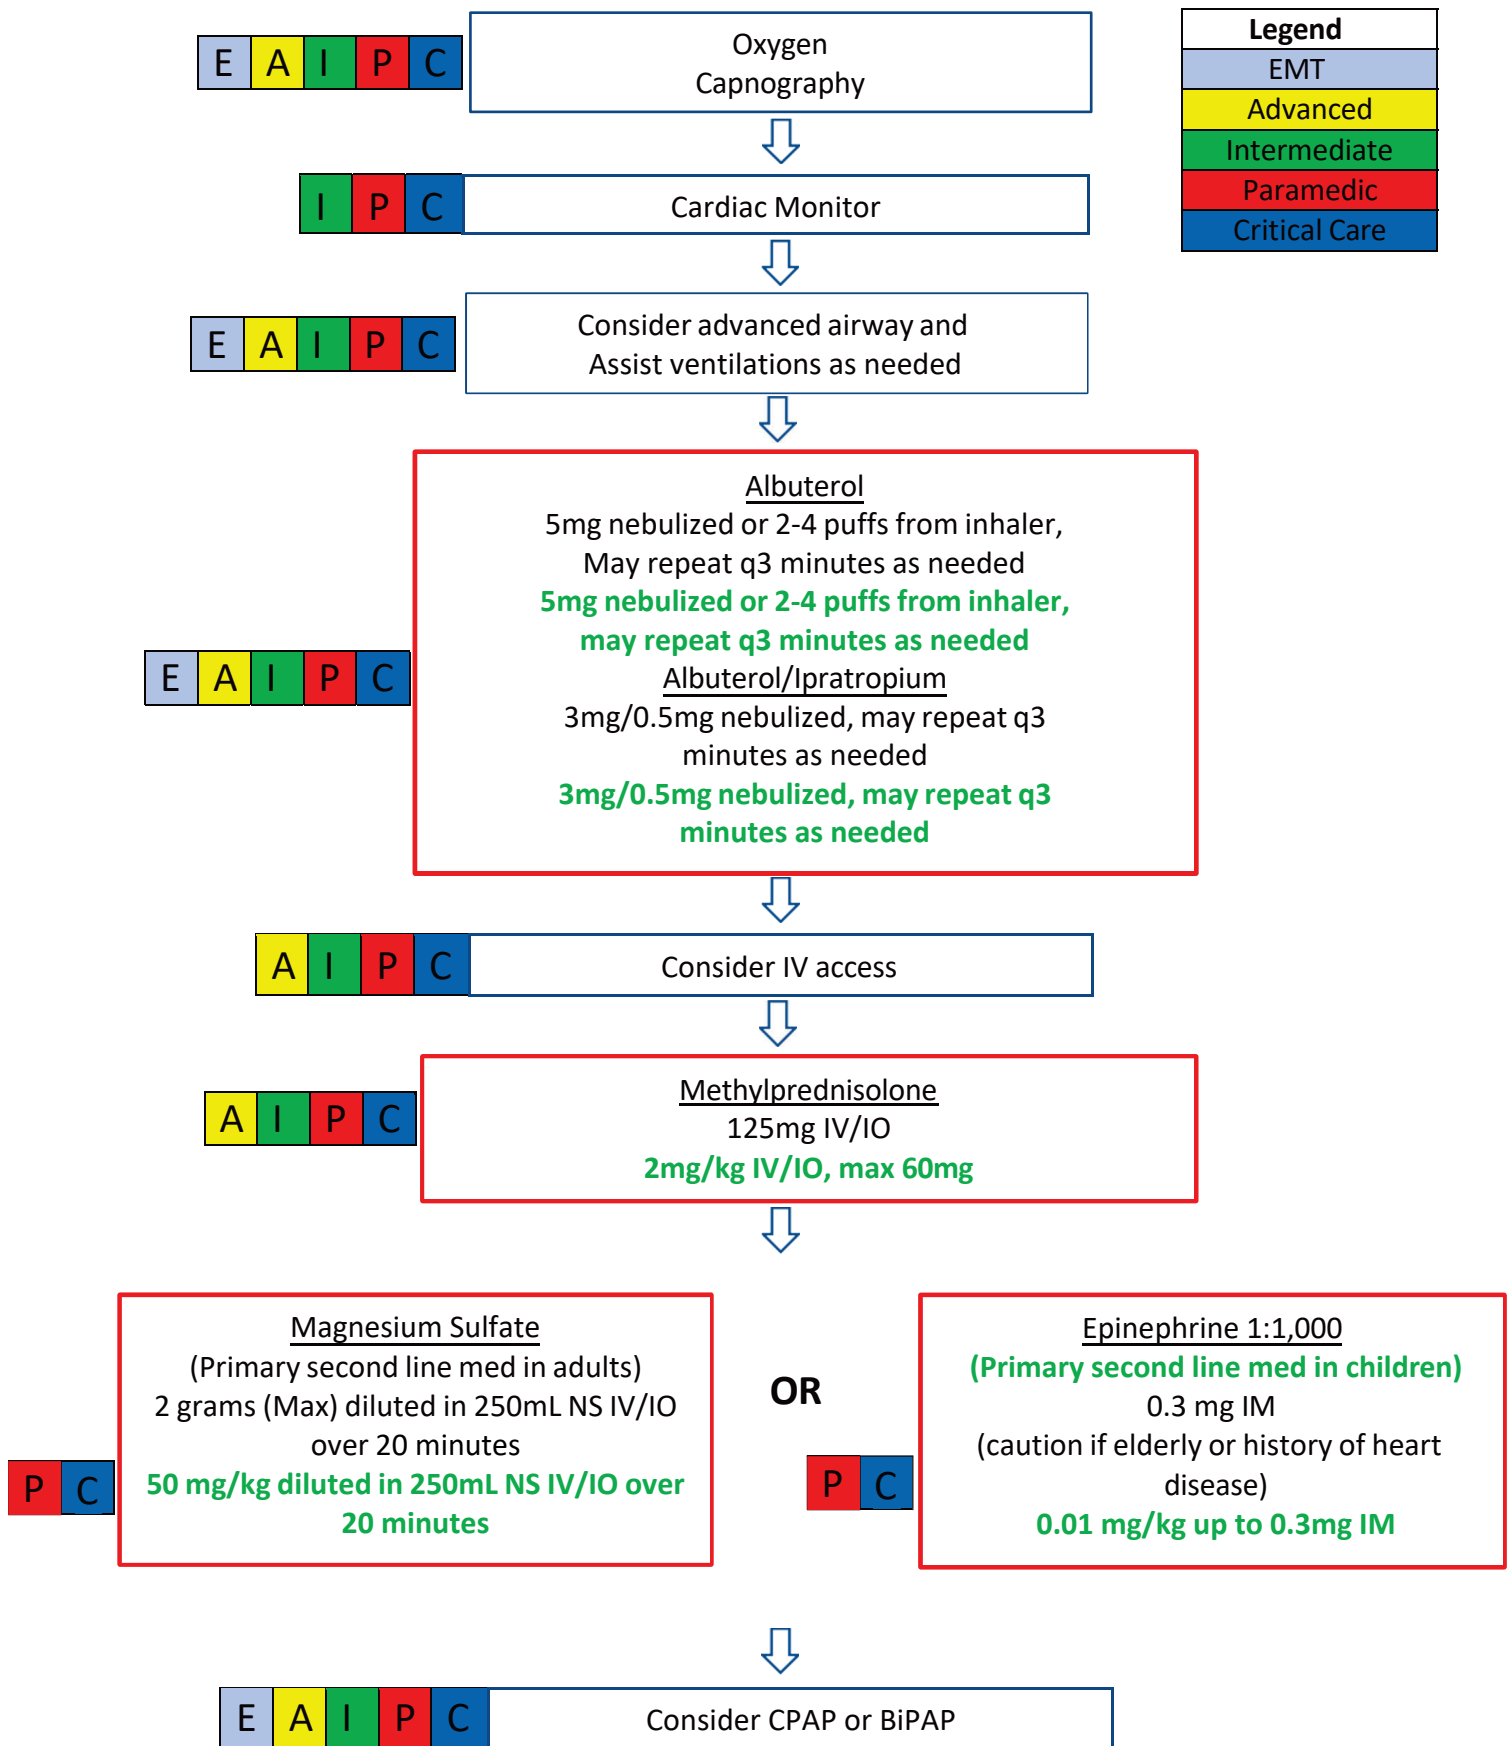 Legend
EMT
Advanced
Intermediate
Paramedic
Critical Care
E A I P C
Oxygen
Capnography
I P C
Cardiac Monitor
E A I P C
Consider advanced airway and
Assist ventilations as needed
E A I P C
Albuterol
5mg nebulized or 2-4 puffs from inhaler,
May repeat q3 minutes as needed
5mg nebulized or 2-4 puffs from inhaler,
may repeat q3 minutes as needed
Albuterol/Ipratropium
3mg/0.5mg nebulized, may repeat q3
minutes as needed
3mg/0.5mg nebulized, may repeat q3
minutes as needed
A I P C
Consider IV access
A I P C
Methylprednisolone
125mg IV/IO
2mg/kg IV/IO, max 60mg
P C
Magnesium Sulfate
(Primary second line med in adults)
2 grams (Max) diluted in 250mL NS IV/IO
over 20 minutes
50 mg/kg diluted in 250mL NS IV/IO over
20 minutes
OR
P C
Epinephrine 1:1,000
(Primary second line med in children)
0.3 mg IM
(caution if elderly or history of heart
disease)
0.01 mg/kg up to 0.3mg IM
E A I P C
Consider CPAP or BiPAP